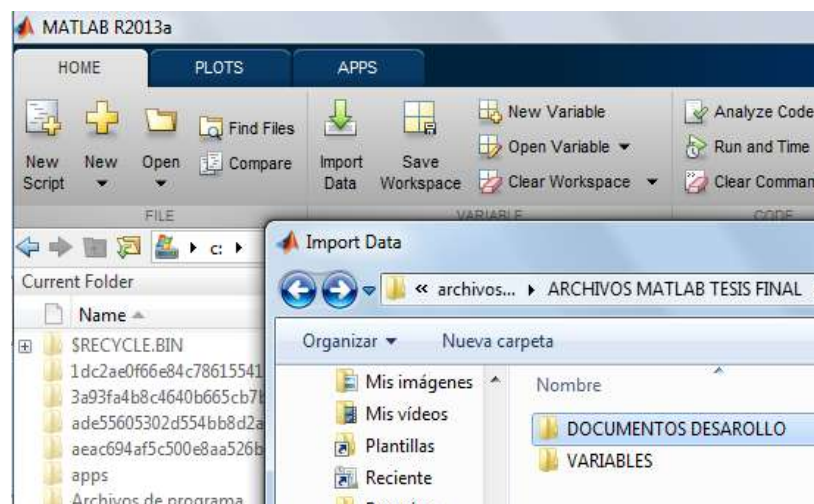 MATLAB R2013a
HOME PLOTS APPS
New Script
New
Open
Find Files
Compare
Import Data
Save Workspace
New Variable
Open Variable
Clear Workspace
Analyze Code
Run and Time
Clear Comman
FILE VARIABLE CODE
c:
Current Folder
Name
$RECYCLE.BIN
1dc2ae0f66e84c78615541
3a93fa4b8c4640b665cb7b
ade55605302d554bb8d2a
aeac694af5c500e8aa526b
apps
Archivos de programa
Import Data
« archivos... ARCHIVOS MATLAB TESIS FINAL
Organizar Nueva carpeta
Mis imágenes
Mis vídeos
Plantillas
Reciente
Nombre
DOCUMENTOS DESAROLLO
VARIABLES